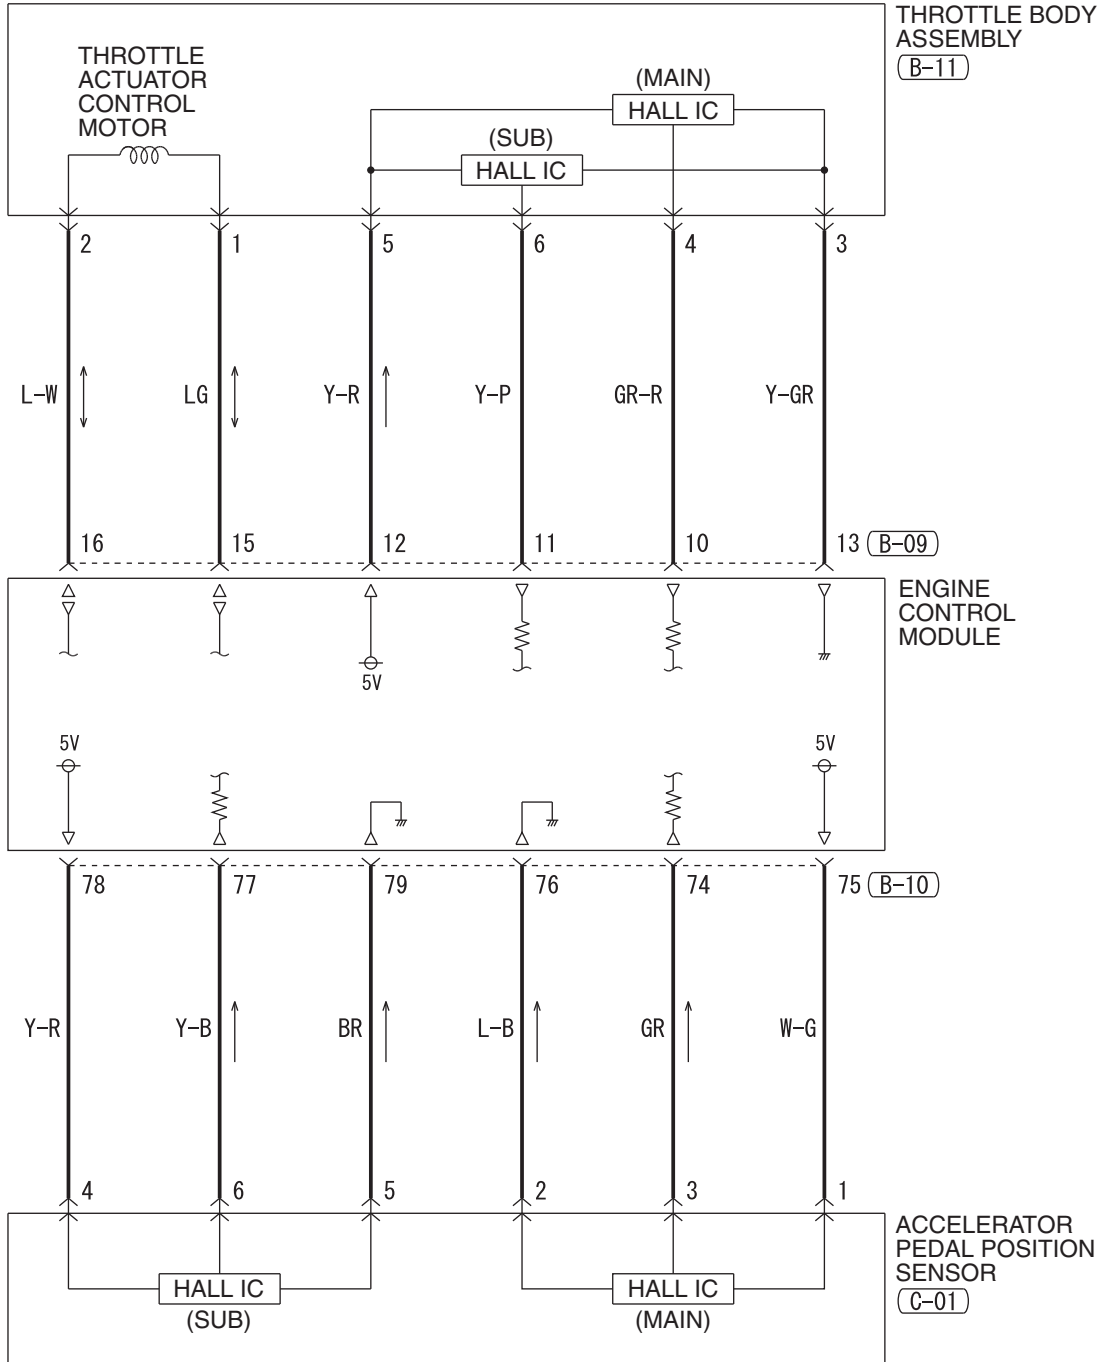 THROTTLE BODY
ASSEMBLY
B-11
THROTTLE
ACTUATOR
CONTROL
MOTOR
(MAIN)
HALL IC
(SUB)
HALL IC
2 1 5 6 4 3
L-W LG Y-R Y-P GR-R Y-GR
16 15 12 11 10 13 B-09
ENGINE
CONTROL
MODULE
5V
5V 5V
78 77 79 76 74 75 B-10
Y-R Y-B BR L-B GR W-G
4 6 5 2 3 1
ACCELERATOR
PEDAL POSITION
SENSOR
C-01
HALL IC HALL IC
(SUB) (MAIN)